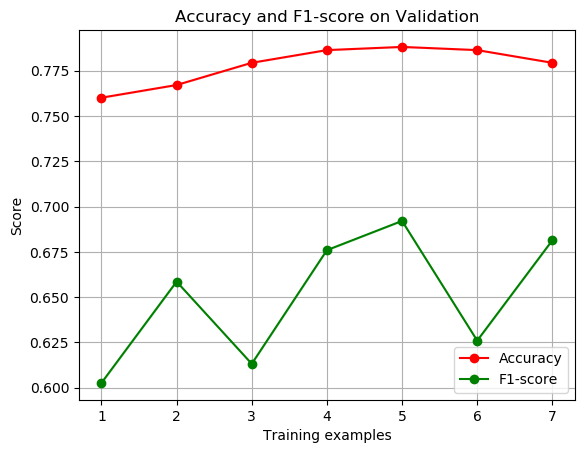 Accuracy and F1-score on Validation
Score
0.775
0.750
0.725
0.700
0.675
0.650
0.625
0.600
Accuracy
F1-score
1 2 3 4 5 6 7
Training examples